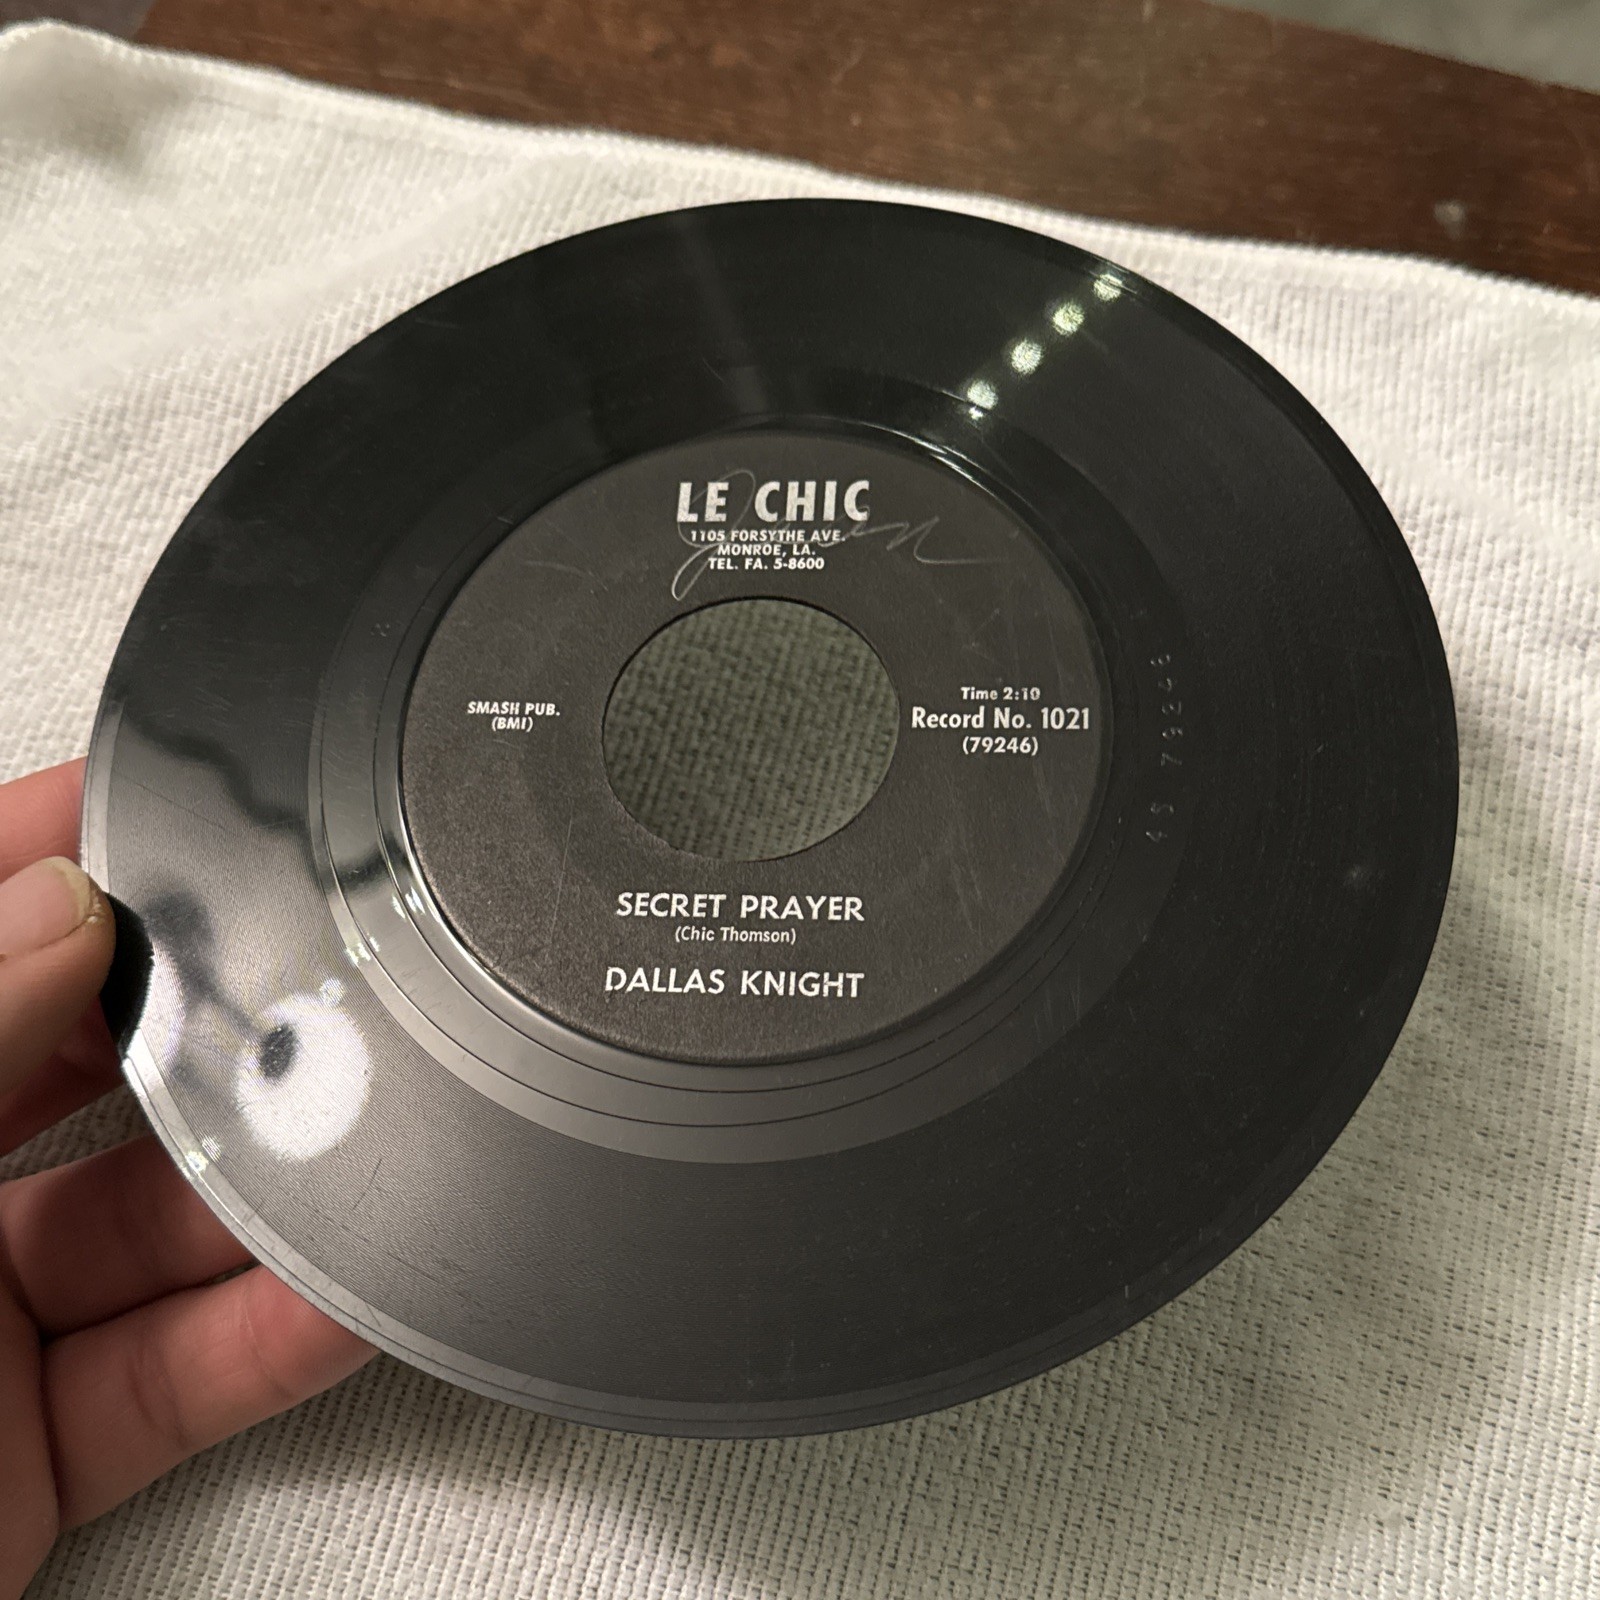 LE CHIC
1105 FORSYTHE AVE.
MONROE, LA.
TEL. FA. 5-8600
SMASH PUB.
(BMI)
Time 2:10
Record No. 1021
(79246)
SECRET PRAYER
(Chic Thomson)
DALLAS KNIGHT